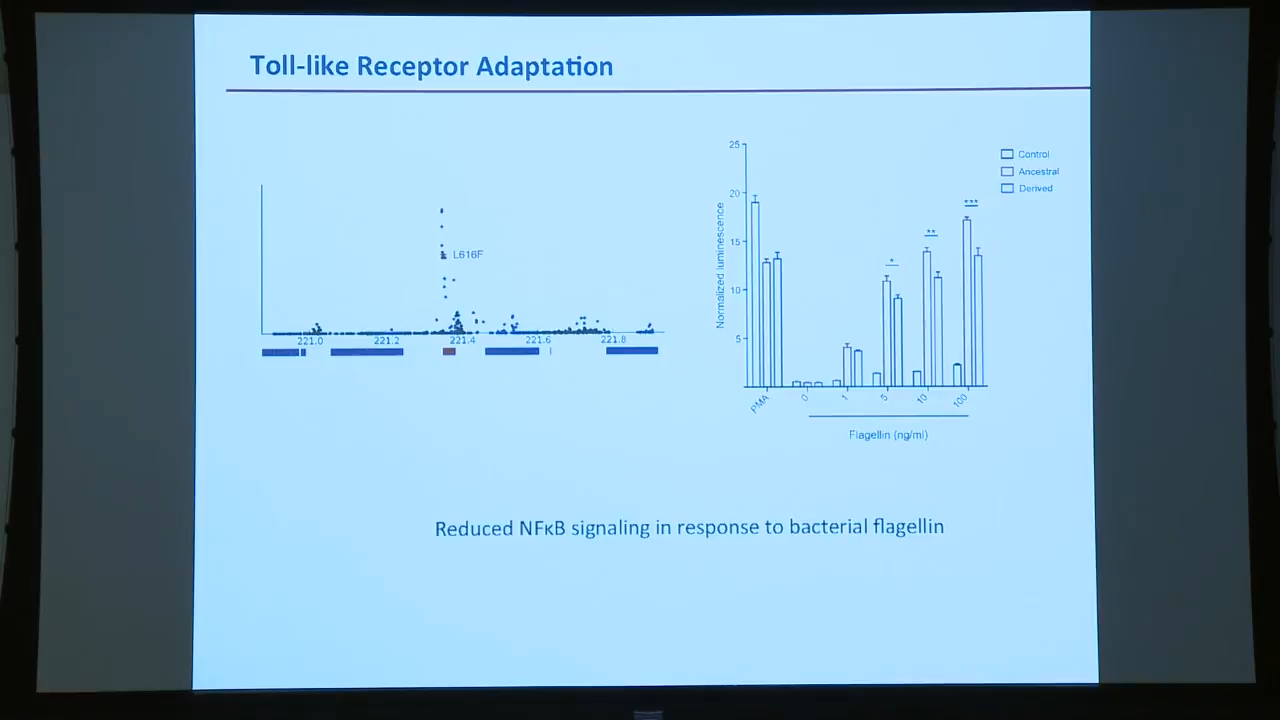 Toll-like Receptor Adaptation
L616F
221.0 221.2 221.4 221.6 221.8
25
20
15
10
5
Normalized luminescence
Control
Ancestral
Derived
*
**
***
PMA 0 1 5 10 100
Flagellin (ng/ml)
Reduced NFκB signaling in response to bacterial flagellin